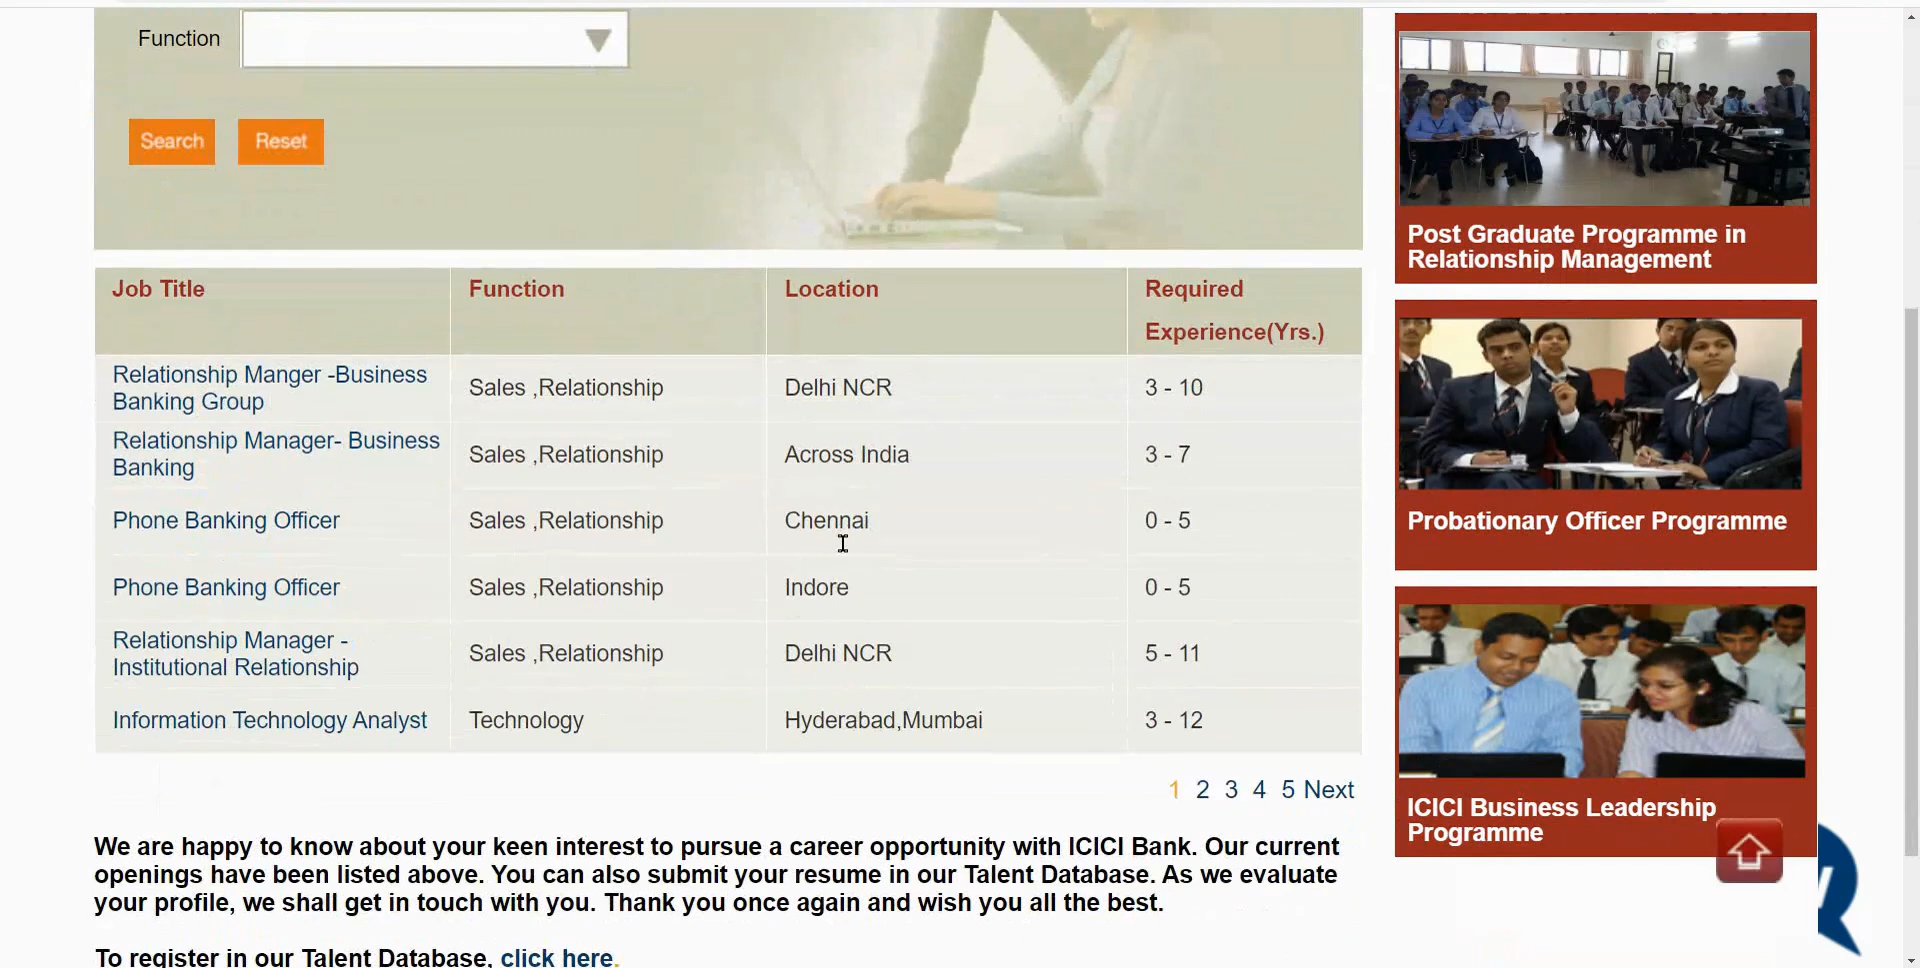 Function
Search Reset
Job Title Function Location Required
Experience(Yrs.)
Relationship Manger -Business
Banking Group
Sales ,Relationship Delhi NCR 3 - 10
Relationship Manager- Business
Banking
Sales ,Relationship Across India 3 - 7
Phone Banking Officer Sales ,Relationship Chennai 0 - 5
Phone Banking Officer Sales ,Relationship Indore 0 - 5
Relationship Manager -
Institutional Relationship
Sales ,Relationship Delhi NCR 5 - 11
Information Technology Analyst Technology Hyderabad,Mumbai 3 - 12
1 2 3 4 5 Next
We are happy to know about your keen interest to pursue a career opportunity with ICICI Bank. Our current
openings have been listed above. You can also submit your resume in our Talent Database. As we evaluate
your profile, we shall get in touch with you. Thank you once again and wish you all the best.
To register in our Talent Database, click here.
Post Graduate Programme in
Relationship Management
Probationary Officer Programme
ICICI Business Leadership
Programme